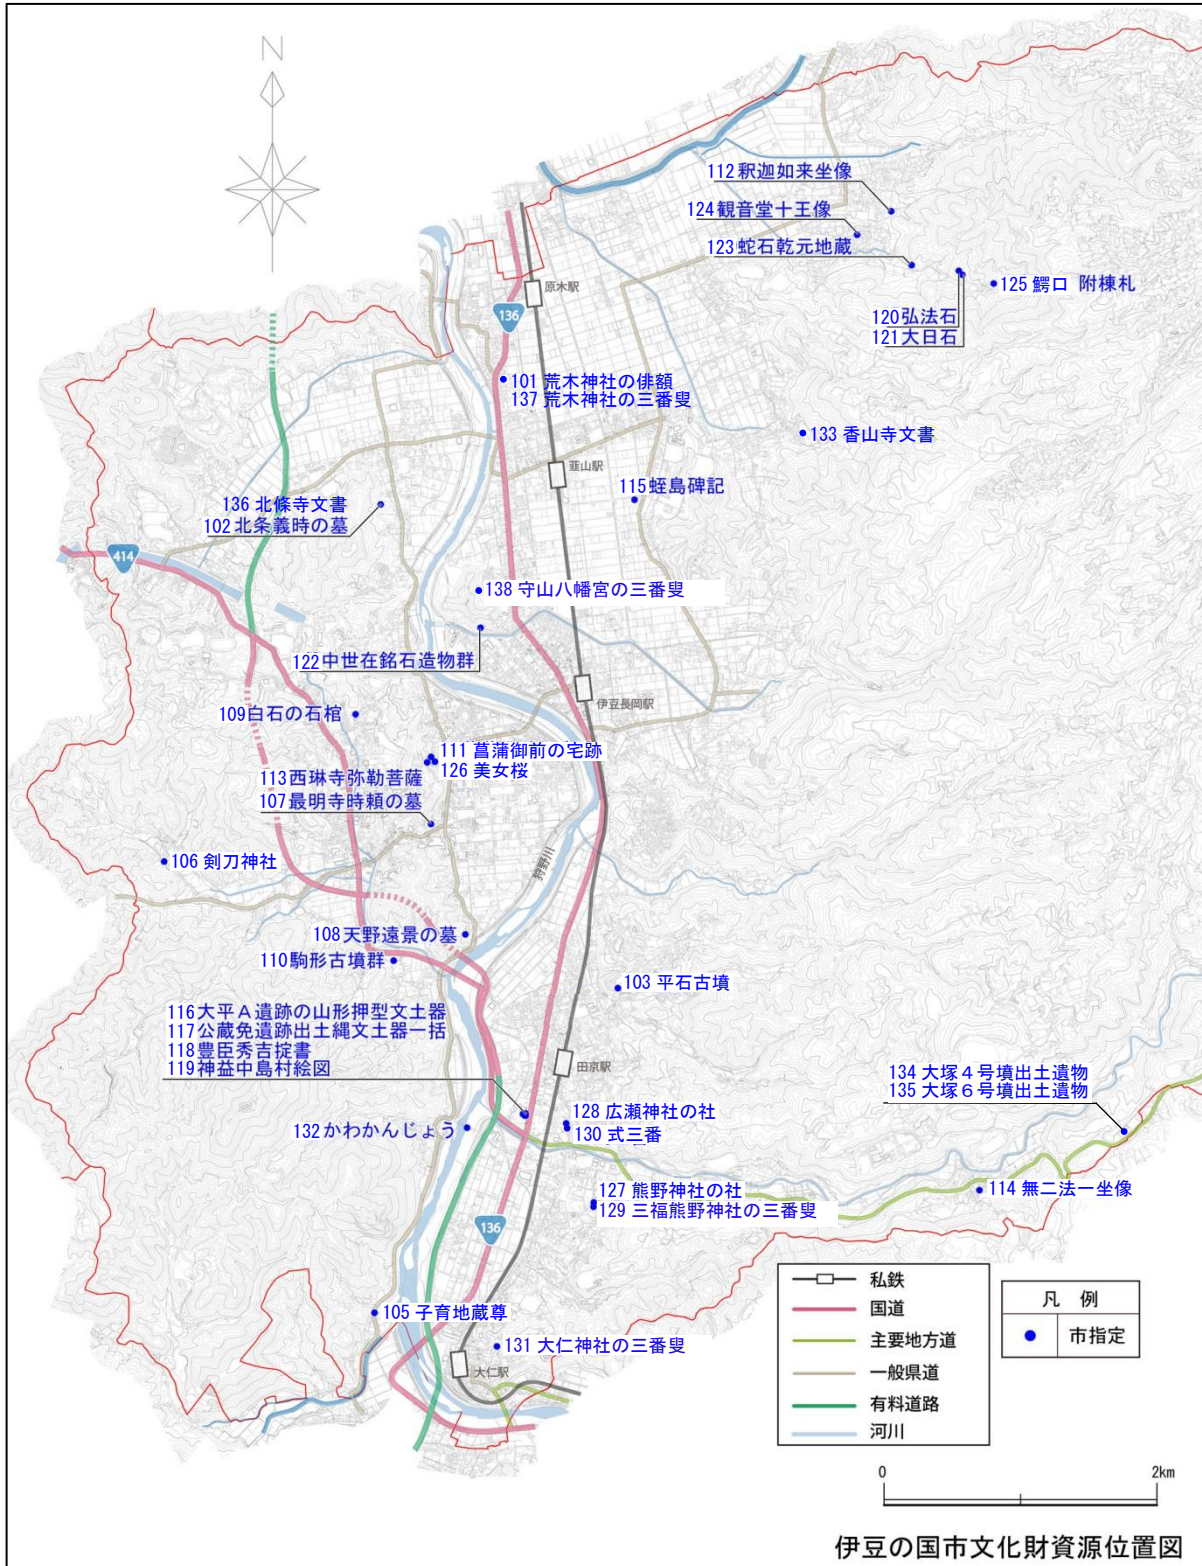 N
112 釈迦如来坐像
124 観音堂十王像
123 蛇石乾元地蔵
125 鰐口 附棟札
120 弘法石
121 大日石
原木駅
136
101 荒木神社の俳額
137 荒木神社の三番叟
133 香山寺文書
韮山駅
115 蛭島碑記
136 北條寺文書
102 北条義時の墓
414
138 守山八幡宮の三番叟
122 中世在銘石造物群
伊豆長岡駅
109 白石の石棺
111 菖蒲御前の宅跡
126 美女桜
113 西琳寺弥勒菩薩
107 最明寺時頼の墓
106 剣刀神社
狩野川
108 天野遠景の墓
110 駒形古墳群
103 平石古墳
116 大平A遺跡の山形押型文土器
117 公蔵免遺跡出土縄文土器一括
118 豊臣秀吉掟書
119 神益中島村絵図
田京駅
134 大塚4号墳出土遺物
135 大塚6号墳出土遺物
128 広瀬神社の社
130 式三番
132 かわかんじょう
127 熊野神社の社
129 三福熊野神社の三番叟
114 無二法一坐像
136
105 子育地蔵尊
131 大仁神社の三番叟
大仁駅
私鉄
国道
主要地方道
一般県道
有料道路
河川
凡 例
市指定
0 2km
伊豆の国市文化財資源位置図